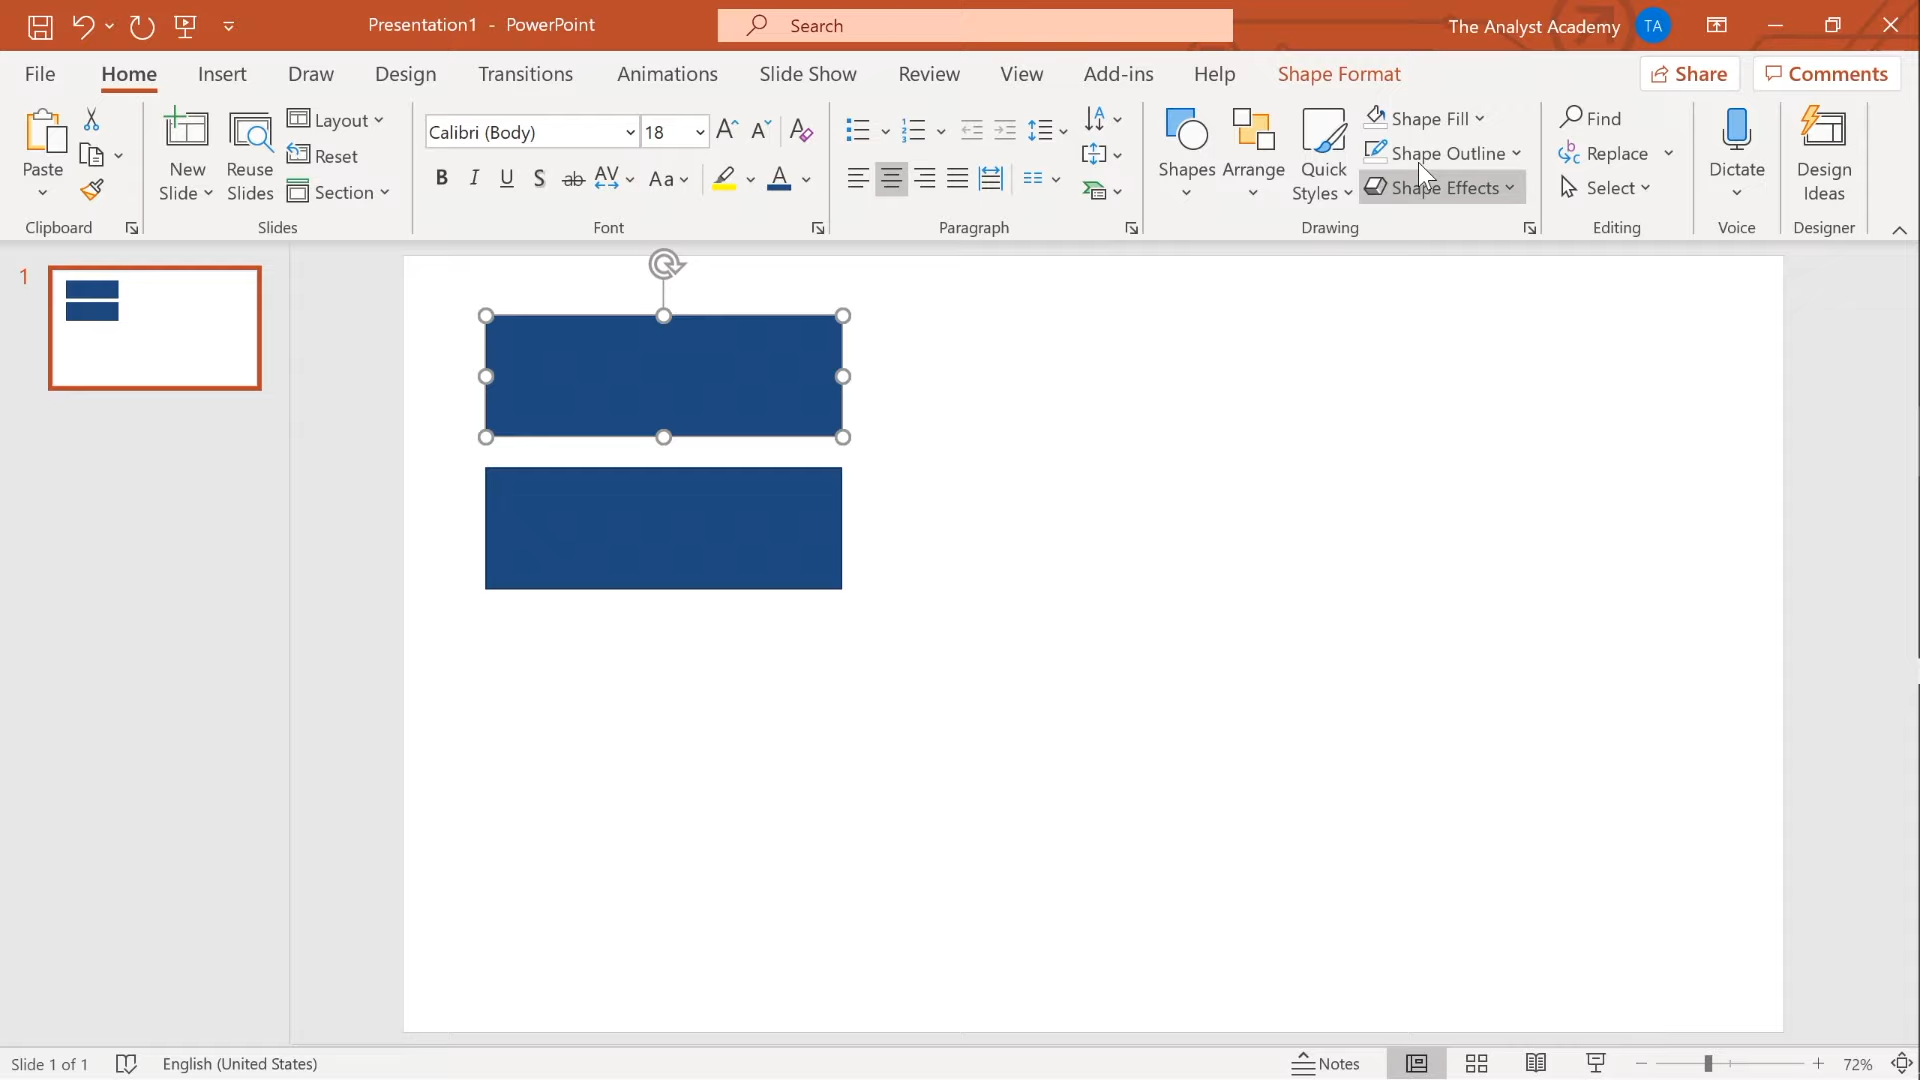 Presentation1 - PowerPoint
Search
The Analyst Academy
TA
File Home Insert Draw Design Transitions Animations Slide Show Review View Add-ins Help Shape Format
Share
Comments
Paste
New Slide
Reuse Slides
Layout
Reset
Section
Calibri (Body)
18
B I U S ab AV Aa A
Shapes
Arrange
Quick Styles
Shape Fill
Shape Outline
Shape Effects
Find
Replace
Select
Dictate
Design Ideas
Clipboard
Slides
Font
Paragraph
Drawing
Editing
Voice
Designer
1
Slide 1 of 1
English (United States)
Notes
72%